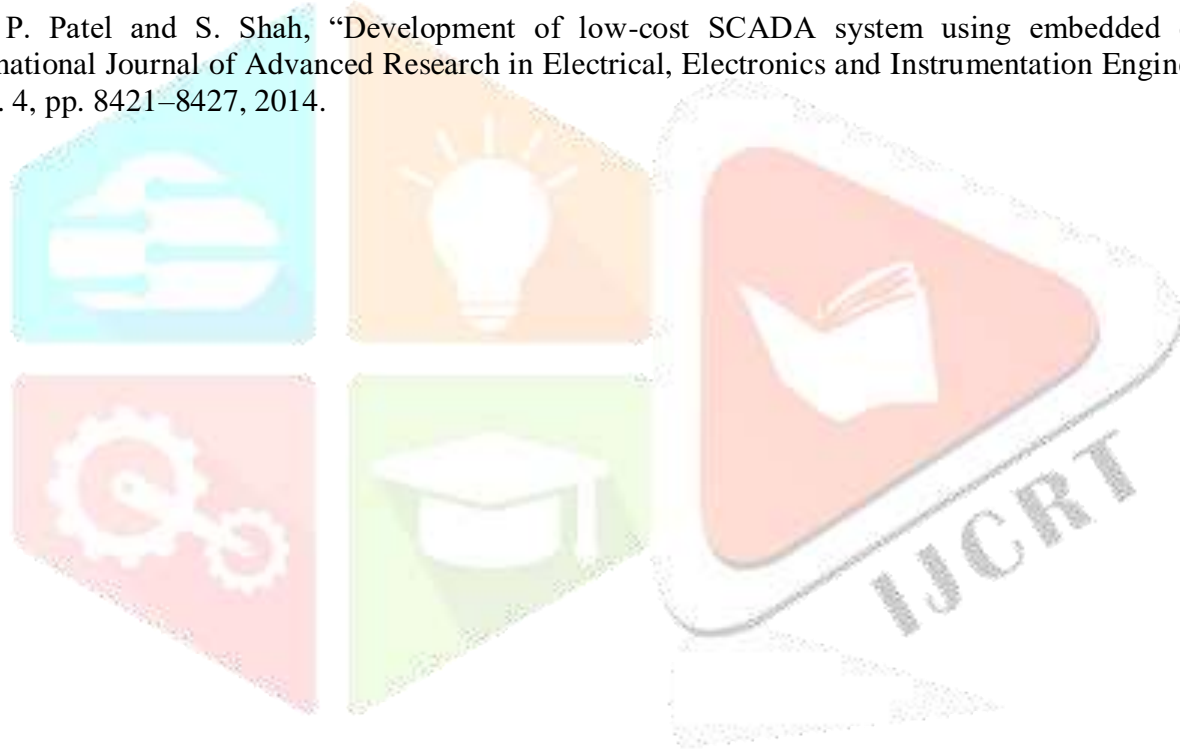 P. Patel and S. Shah, “Development of low-cost SCADA system using embedded
national Journal of Advanced Research in Electrical, Electronics and Instrumentation Engine
. 4, pp. 8421–8427, 2014.
IJCRT